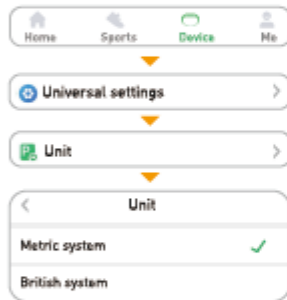 Home Sports Device Me
Universal settings
Unit
Unit
Metric system
British system